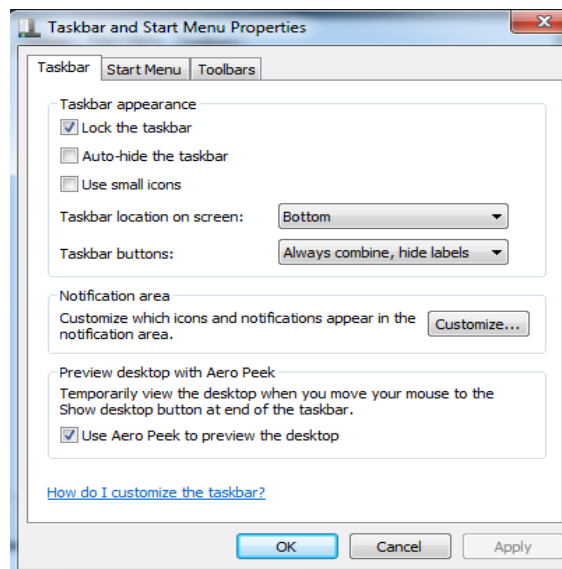 Taskbar and Start Menu Properties
Taskbar Start Menu Toolbars
Taskbar appearance
Lock the taskbar
Auto-hide the taskbar
Use small icons
Taskbar location on screen: Bottom
Taskbar buttons: Always combine, hide labels
Notification area
Customize which icons and notifications appear in the
notification area.
Customize...
Preview desktop with Aero Peek
Temporarily view the desktop when you move your mouse to the
Show desktop button at end of the taskbar.
Use Aero Peek to preview the desktop
How do I customize the taskbar?
OK Cancel Apply